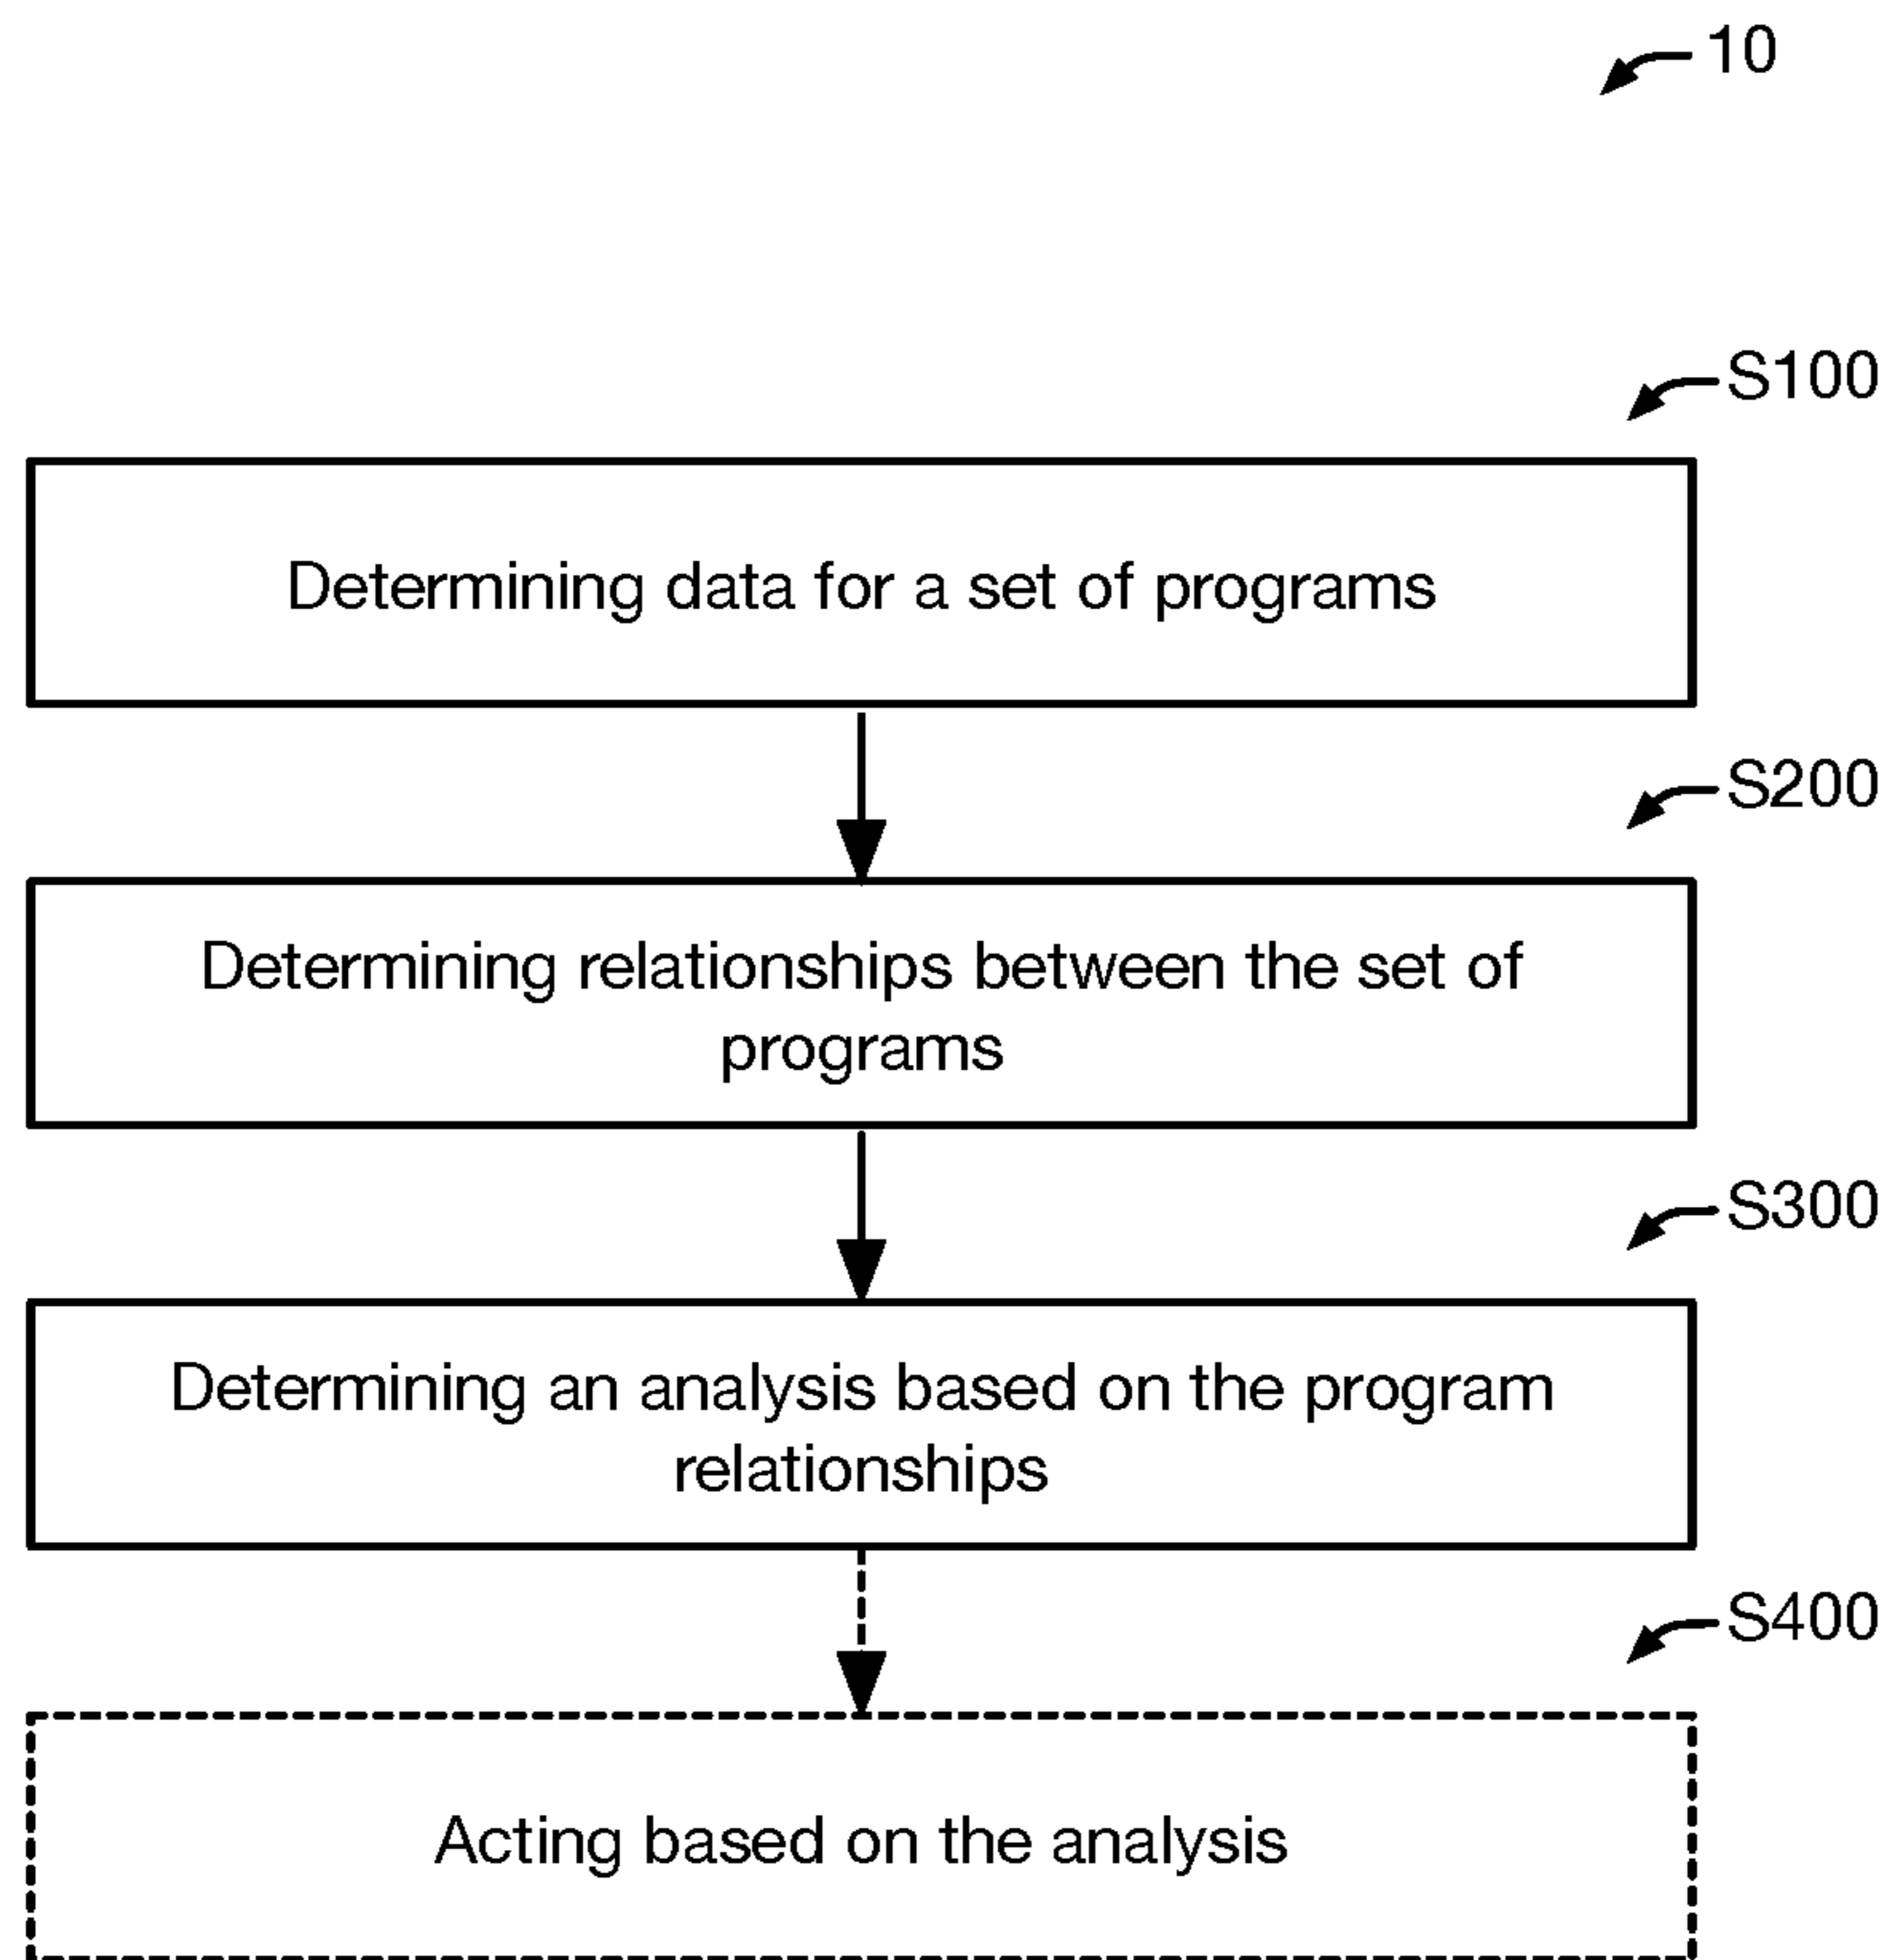 10
S100
Determining data for a set of programs
S200
Determining relationships between the set of
programs
S300
Determining an analysis based on the program
relationships
S400
Acting based on the analysis